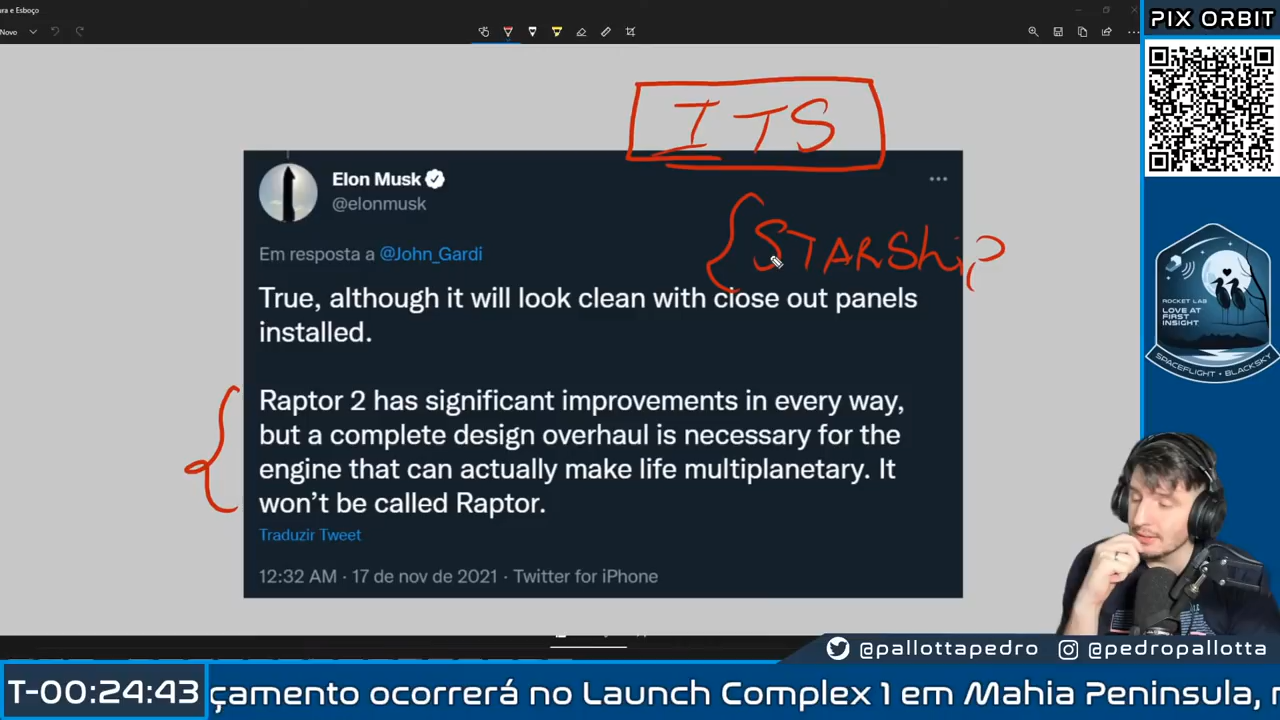 ra e Esboço
Novo
PIX ORBIT
ITS
Elon Musk
@elonmusk
STARShip
Em resposta a @John_Gardi
True, although it will look clean with close out panels
installed.
Raptor 2 has significant improvements in every way,
but a complete design overhaul is necessary for the
engine that can actually make life multiplanetary. It
won't be called Raptor.
Traduzir Tweet
12:32 AM · 17 de nov de 2021 · Twitter for iPhone
ROCKET LAB
LOVE AT
FIRST
INSIGHT
SPACEFLIGHT • BLACKSKY
@pallottapedro
@pedropallotta
T-00:24:43
çamento ocorrerá no Launch Complex 1 em Mahia Peninsula, n